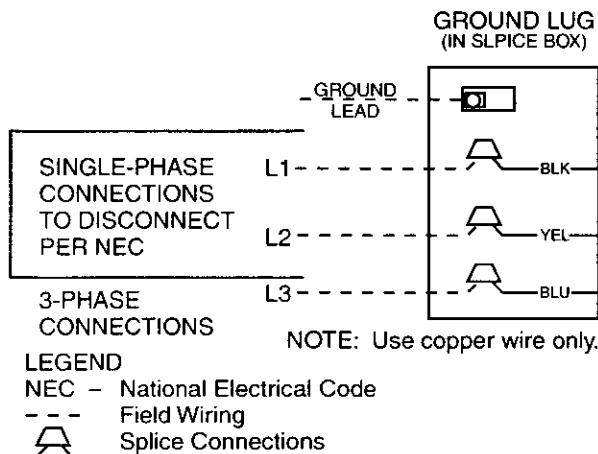 GROUND LUG
(IN SLPICE BOX)
GROUND
LEAD
SINGLE-PHASE
CONNECTIONS
TO DISCONNECT
PER NEC
L1
BLK
L2
YEL
L3
BLU
3-PHASE
CONNECTIONS
NOTE: Use copper wire only.
LEGEND
NEC – National Electrical Code
Field Wiring
Splice Connections